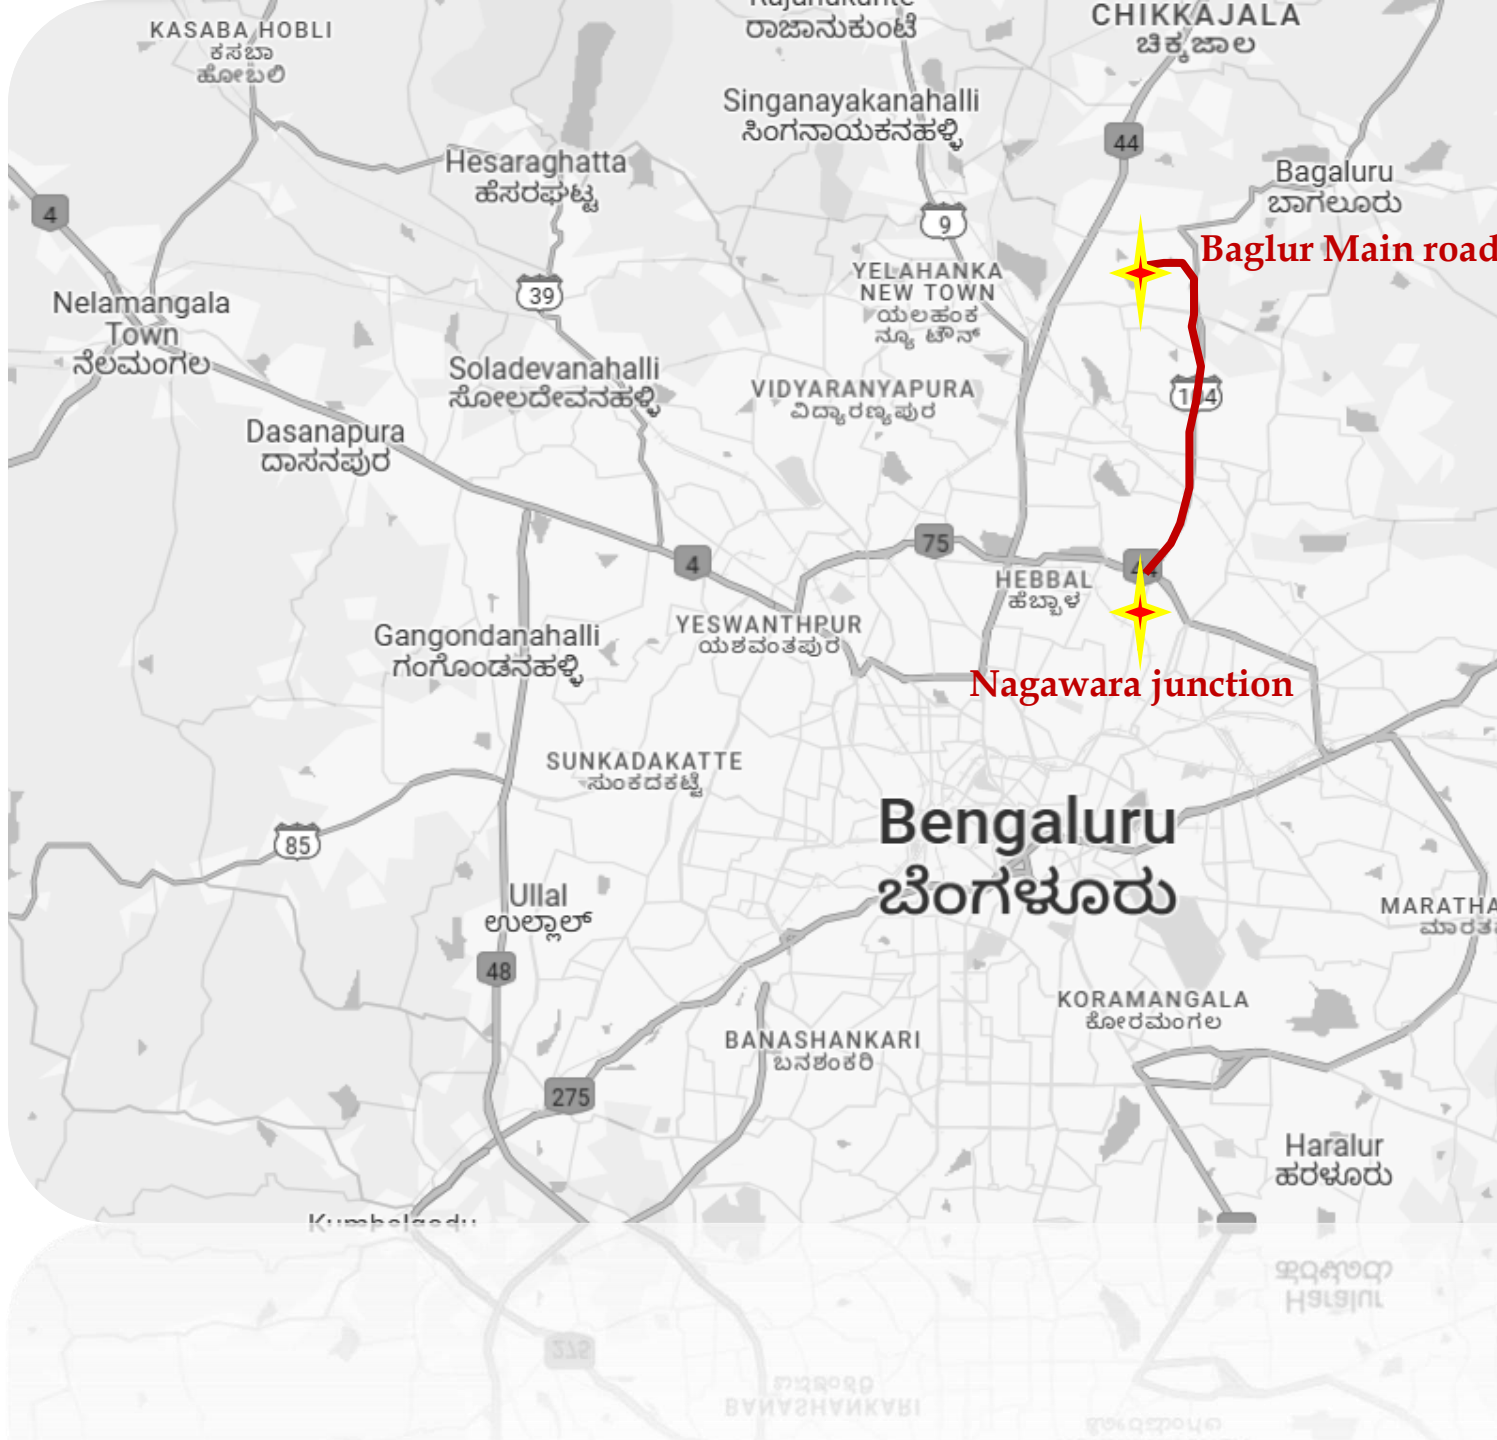 ರಾಜಾನುಕುಂಟೆ
CHIKKAJALA
ಚಿಕ್ಕಜಾಲ
KASABA HOBLI
ಕಸಬಾ
ಹೋಬಳಿ
Singanayakanahalli
ಸಿಂಗನಾಯಕನಹಳ್ಳಿ
44
Hesaraghatta
ಹೆಸರಘಟ್ಟ
Bagaluru
ಬಾಗಲೂರು
4
9
Baglur Main road
YELAHANKA
NEW TOWN
ಯಲಹಂಕ
ನ್ಯೂ ಟೌನ್
39
Nelamangala
Town
ನೆಲಮಂಗಲ
Soladevanahalli
ಸೋಲದೇವನಹಳ್ಳಿ
VIDYARANYAPURA
ವಿದ್ಯಾರಣ್ಯಪುರ
104
Dasanapura
ದಾಸನಪುರ
75
4
44
HEBBAL
ಹೆಬ್ಬಾಳ
YESWANTHPUR
ಯಶವಂತಪುರ
Gangondanahalli
ಗಂಗೊಂಡನಹಳ್ಳಿ
Nagawara junction
SUNKADAKATTE
ಸುಂಕದಕಟ್ಟೆ
Bengaluru
ಬೆಂಗಳೂರು
85
Ullal
ಉಲ್ಲಾಲ್
MARATHA
ಮಾರತ
48
KORAMANGALA
ಕೋರಮಂಗಲ
BANASHANKARI
ಬನಶಂಕರಿ
275
Haralur
ಹರಳೂರು